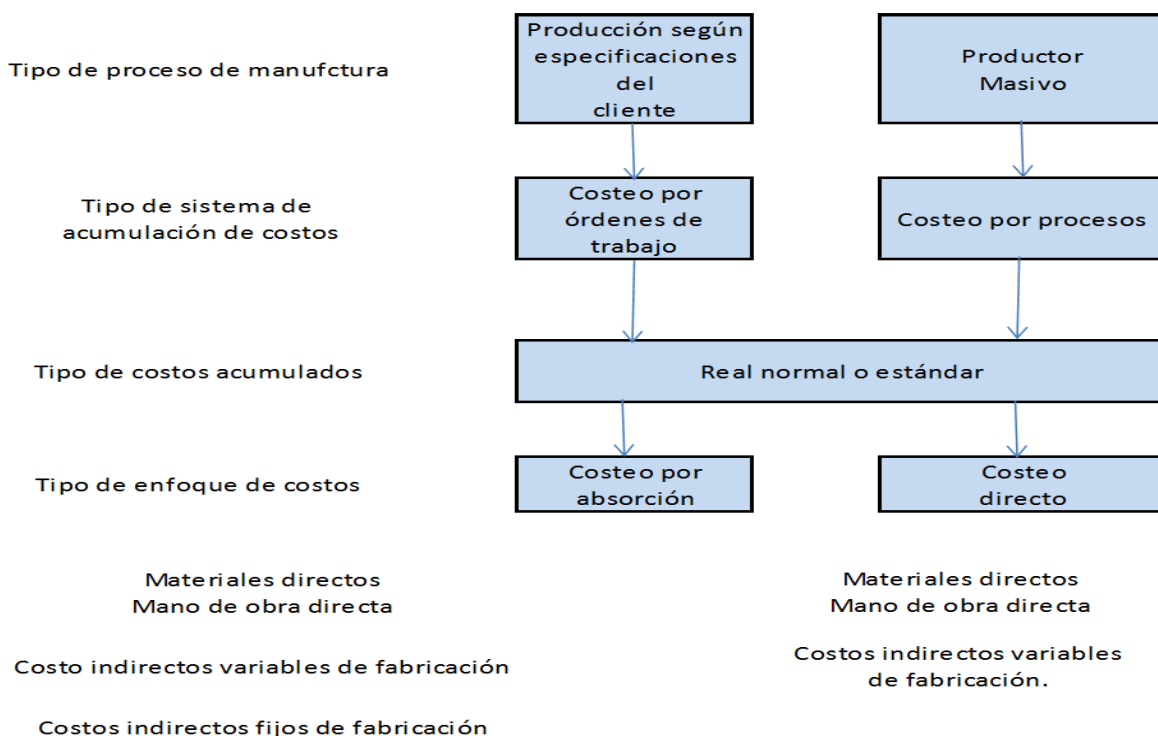 Producción según
especificaciones
del
cliente
Tipo de proceso de manufctura
Productor
Masivo
Tipo de sistema de
acumulación de costos
Costeo por
órdenes de
trabajo
Costeo por procesos
Tipo de costos acumulados
Real normal o estándar
Tipo de enfoque de costos
Costeo por
absorción
Costeo
directo
Materiales directos
Mano de obra directa
Costo indirectos variables de fabricación
Costos indirectos fijos de fabricación
Materiales directos
Mano de obra directa
Costos indirectos variables
de fabricación.